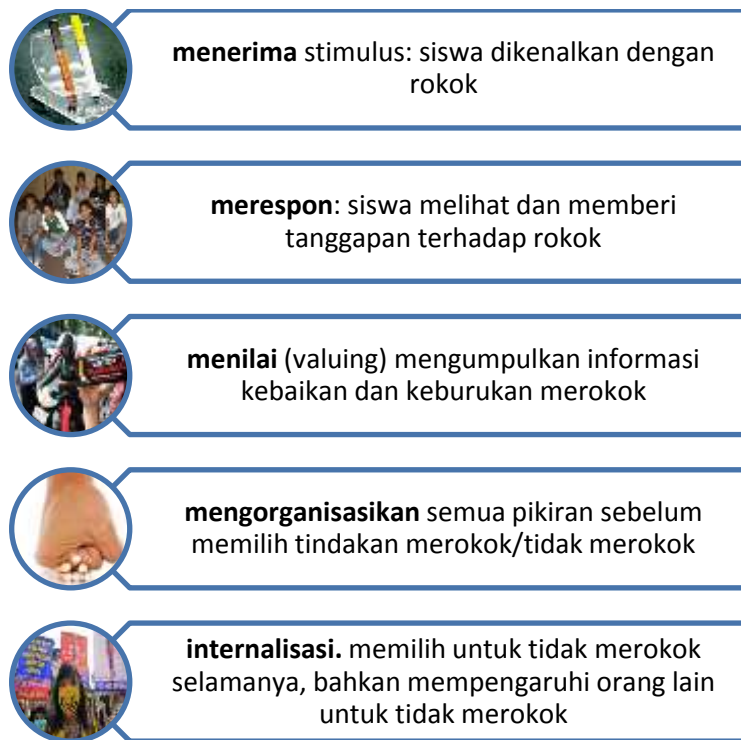 menerima stimulus: siswa dikenalkan dengan
rokok
merespon: siswa melihat dan memberi
tanggapan terhadap rokok
menilai (valuing) mengumpulkan informasi
kebaikan dan keburukan merokok
mengorganisasikan semua pikiran sebelum
memilih tindakan merokok/tidak merokok
internalisasi. memilih untuk tidak merokok
selamanya, bahkan mempengaruhi orang lain
untuk tidak merokok